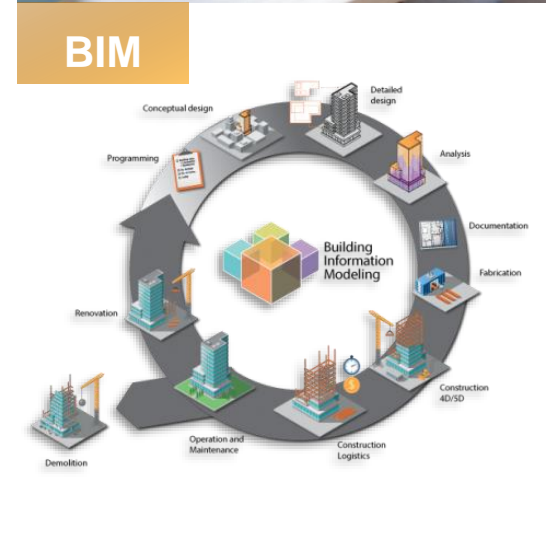 BIM
Conceptual design
Detailed
design
Programming
Analysis
Documentation
Building
Information
Modeling
Fabrication
Renovation
Construction
4D/5D
Operation and
Maintenance
Construction
Logistics
Demolition